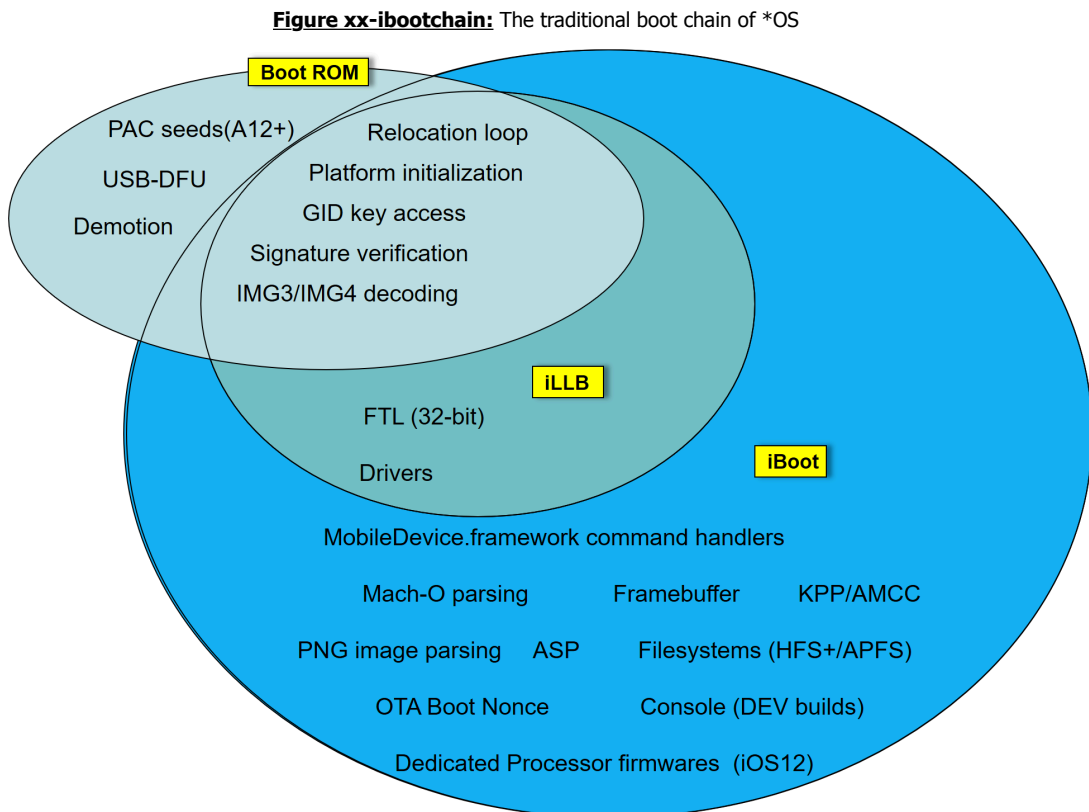 Figure xx-ibootchain: The traditional boot chain of *OS
Boot ROM
PAC seeds(A12+)
Relocation loop
USB-DFU
Platform initialization
Demotion
GID key access
Signature verification
IMG3/IMG4 decoding
iLLB
FTL (32-bit)
Drivers
iBoot
MobileDevice.framework command handlers
Mach-O parsing
Framebuffer
KPP/AMCC
PNG image parsing
ASP
Filesystems (HFS+/APFS)
OTA Boot Nonce
Console (DEV builds)
Dedicated Processor firmwares (iOS12)